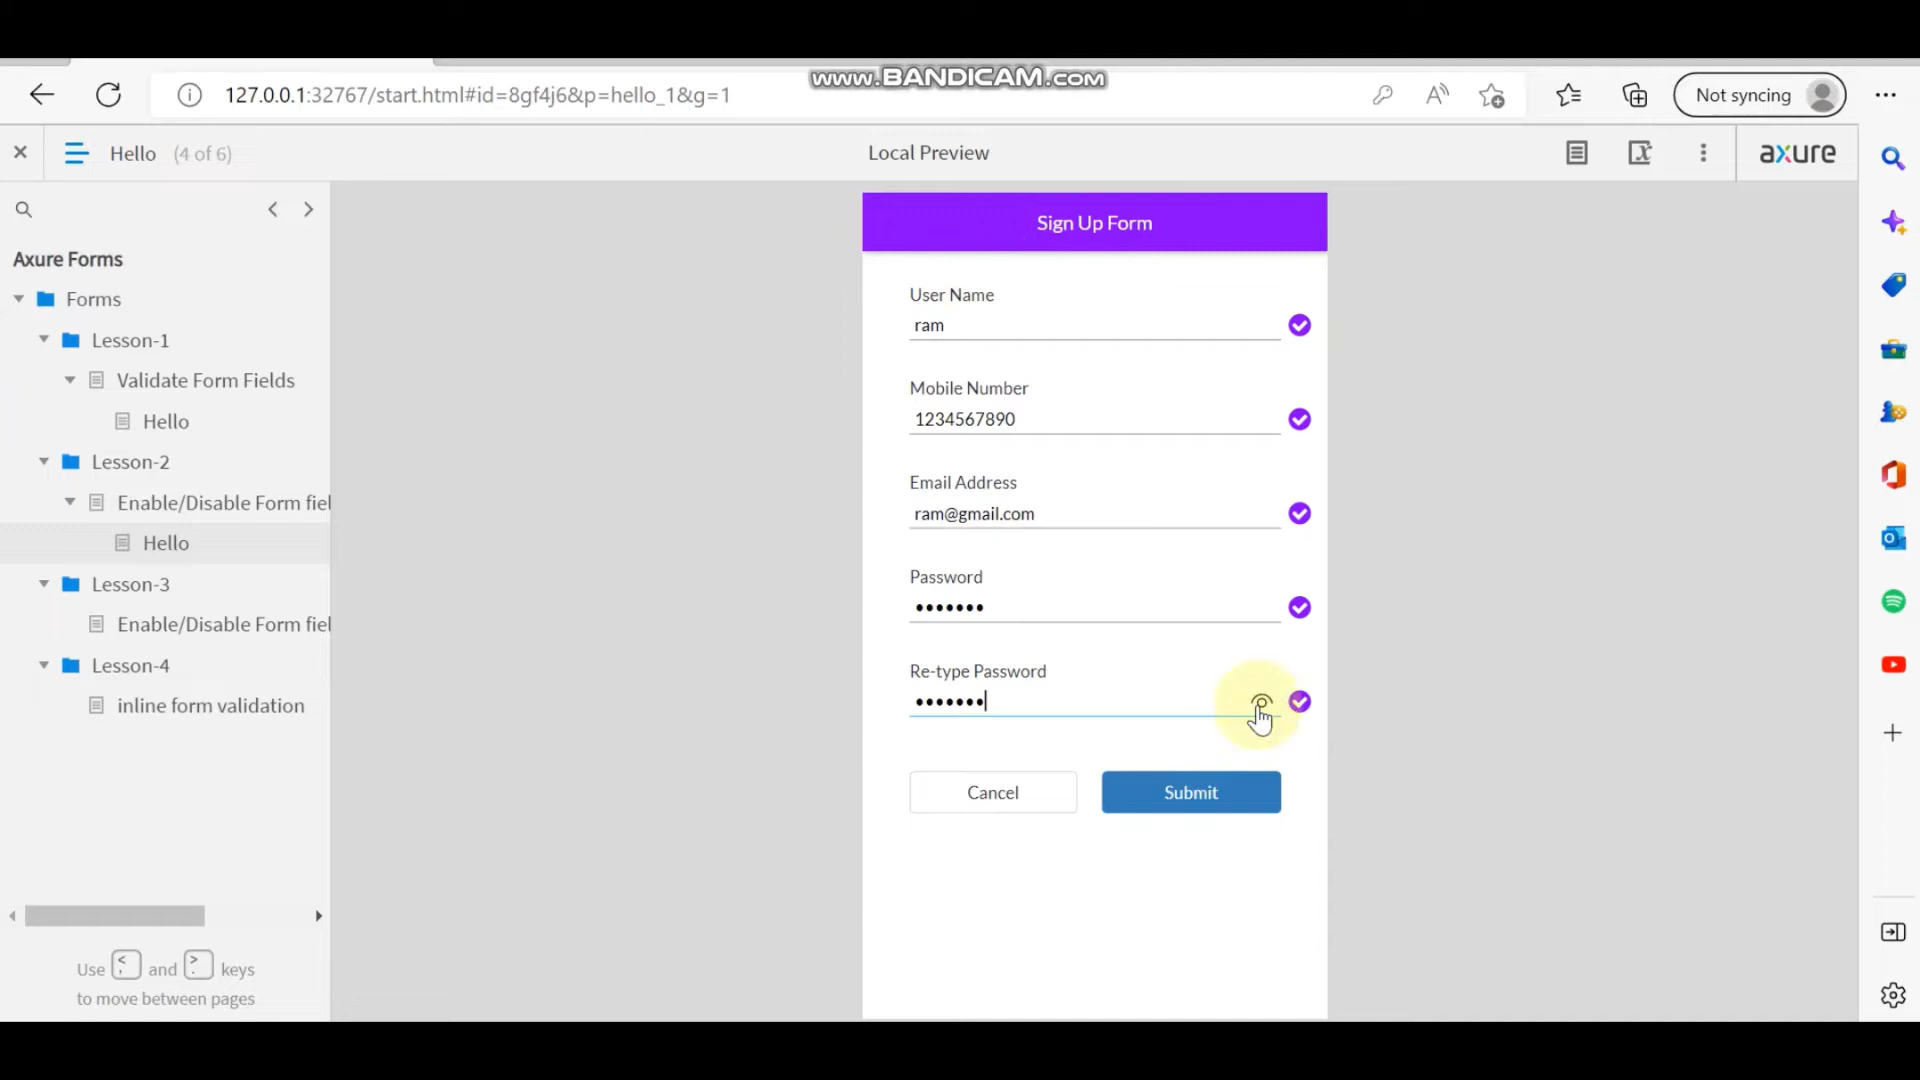 www.BANDICAM.com
127.0.0.1:32767/start.html#id=8gf4j6&p=hello_1&g=1
Not syncing
Hello (4 of 6)
Local Preview
axure
Axure Forms
Forms
Lesson-1
Validate Form Fields
Hello
Lesson-2
Enable/Disable Form fiel
Hello
Lesson-3
Enable/Disable Form fiel
Lesson-4
inline form validation
Use < , and > . keys
to move between pages
Sign Up Form
User Name
ram
Mobile Number
1234567890
Email Address
ram@gmail.com
Password
•••••••
Re-type Password
•••••••
Cancel
Submit